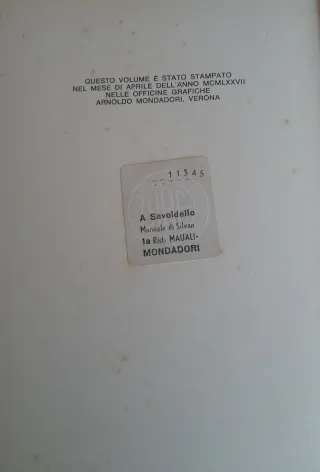 QUESTO VOLUME È STATO STAMPATO
NEL MESE DI APRILE DELL'ANNO MCMLXXVII
NELLE OFFICINE GRAFICHE
ARNOLDO MONDADORI, VERONA
11345
A Savoldello
Manuale di Silvan
1a Rist. MAUALI-
MONDADORI